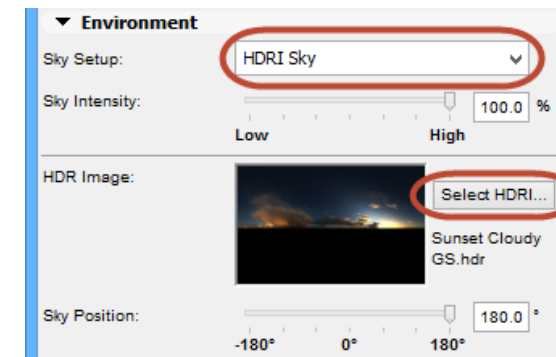 Environment
Sky Setup: HDRI Sky
Sky Intensity: 100.0 %
Low High
HDR Image: Select HDRI...
Sunset Cloudy
GS.hdr
Sky Position: 180.0 °
-180° 0° 180°